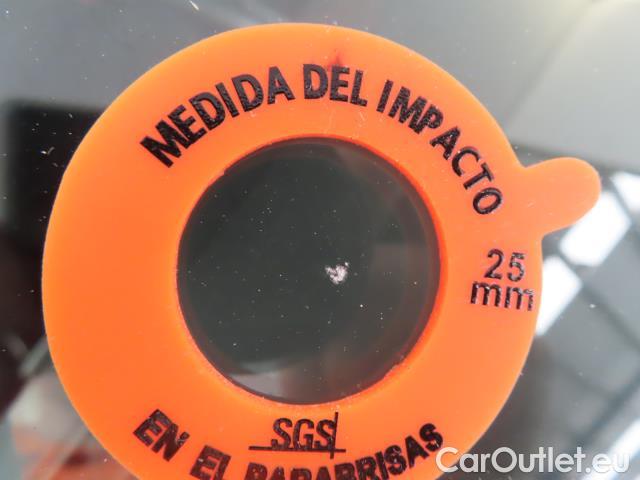 MEDIDA DEL IMPACTO
25
mm
SGS
EN EL PARABRISAS
CarOutlet.eu